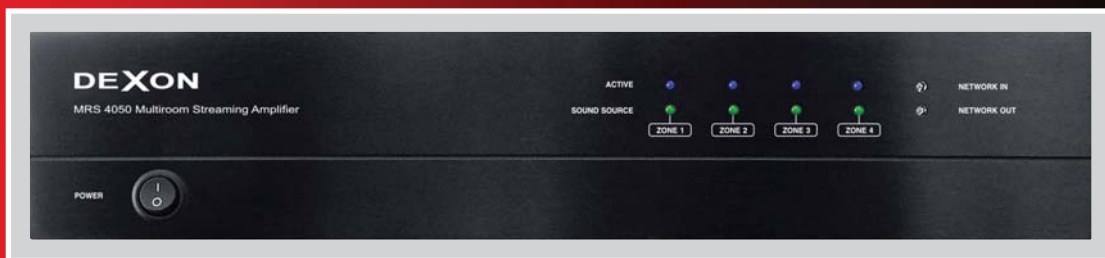 DEXON
MRS 4050 Multiroom Streaming Amplifier
ACTIVE
SOUND SOURCE
ZONE 1 ZONE 2 ZONE 3 ZONE 4
NETWORK IN
NETWORK OUT
POWER
I
O